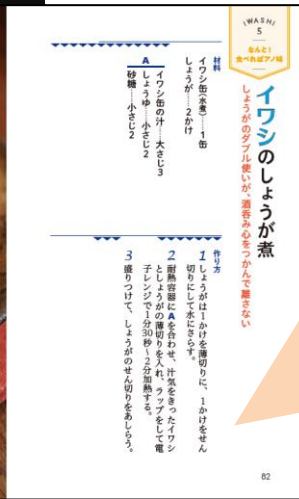 IWASHI
5
なんと！
食べればアノ味
イワシのしょうが煮
しょうがのダブル使いが、酒呑み心をつかんで離さない
材料
イワシ缶（水煮）……1缶
しょうが……2かけ
A
イワシ缶の汁……大さじ3
しょうゆ……小さじ2
砂糖……小さじ2
作り方
1 しょうがは1かけを薄切りに、1かけをせん
切りにして水にさらす。
2 耐熱容器にAを合わせ、汁気をきったイワシ
としょうがの薄切りを入れ、ラップをして電
子レンジで1分30秒〜2分加熱する。
3 盛りつけて、しょうがのせん切りをあしらう。
82